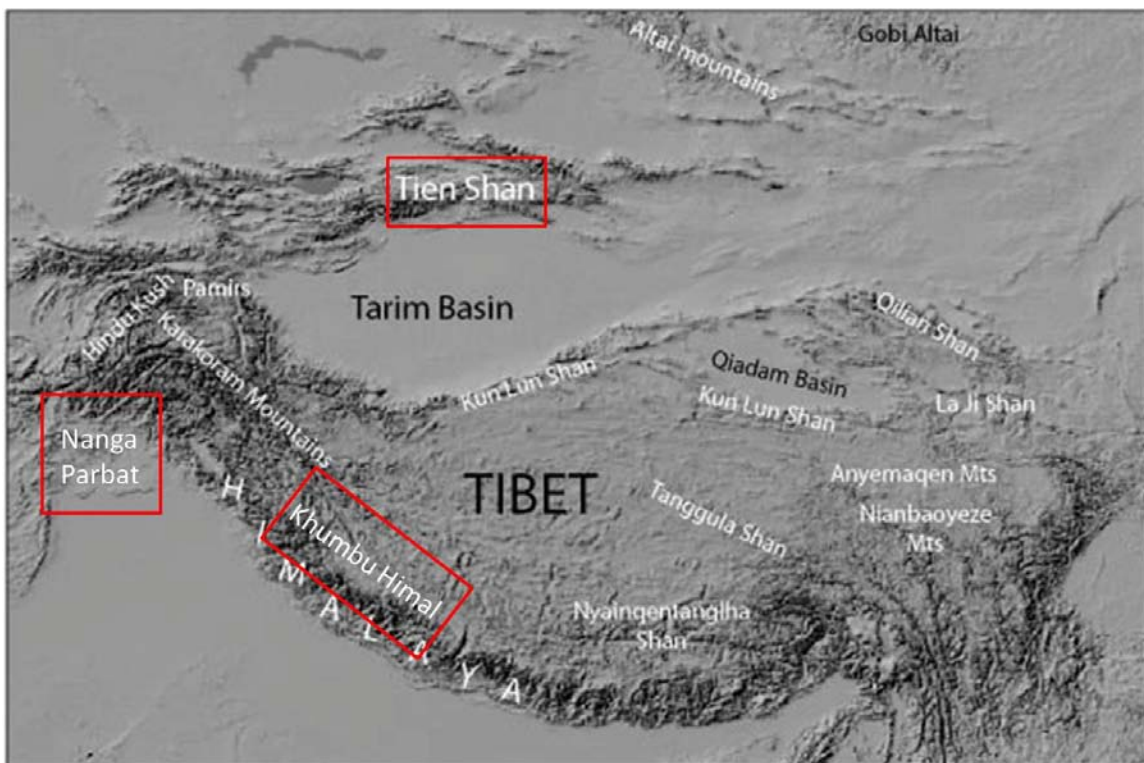 Altai mountains
Gobi Altai
Tien Shan
Pamirs
Hindu Kush
Tarim Basin
Karakoram Mountains
Qilian Shan
Kun Lun Shan
Qiadam Basin
Kun Lun Shan
La Ji Shan
Nanga
Parbat
TIBET
Anyemaqen Mts
Tanggula Shan
Nianbaoyeze
Mts
Khumbu Himal
HIMALAYA
Nyainqentanglha
Shan